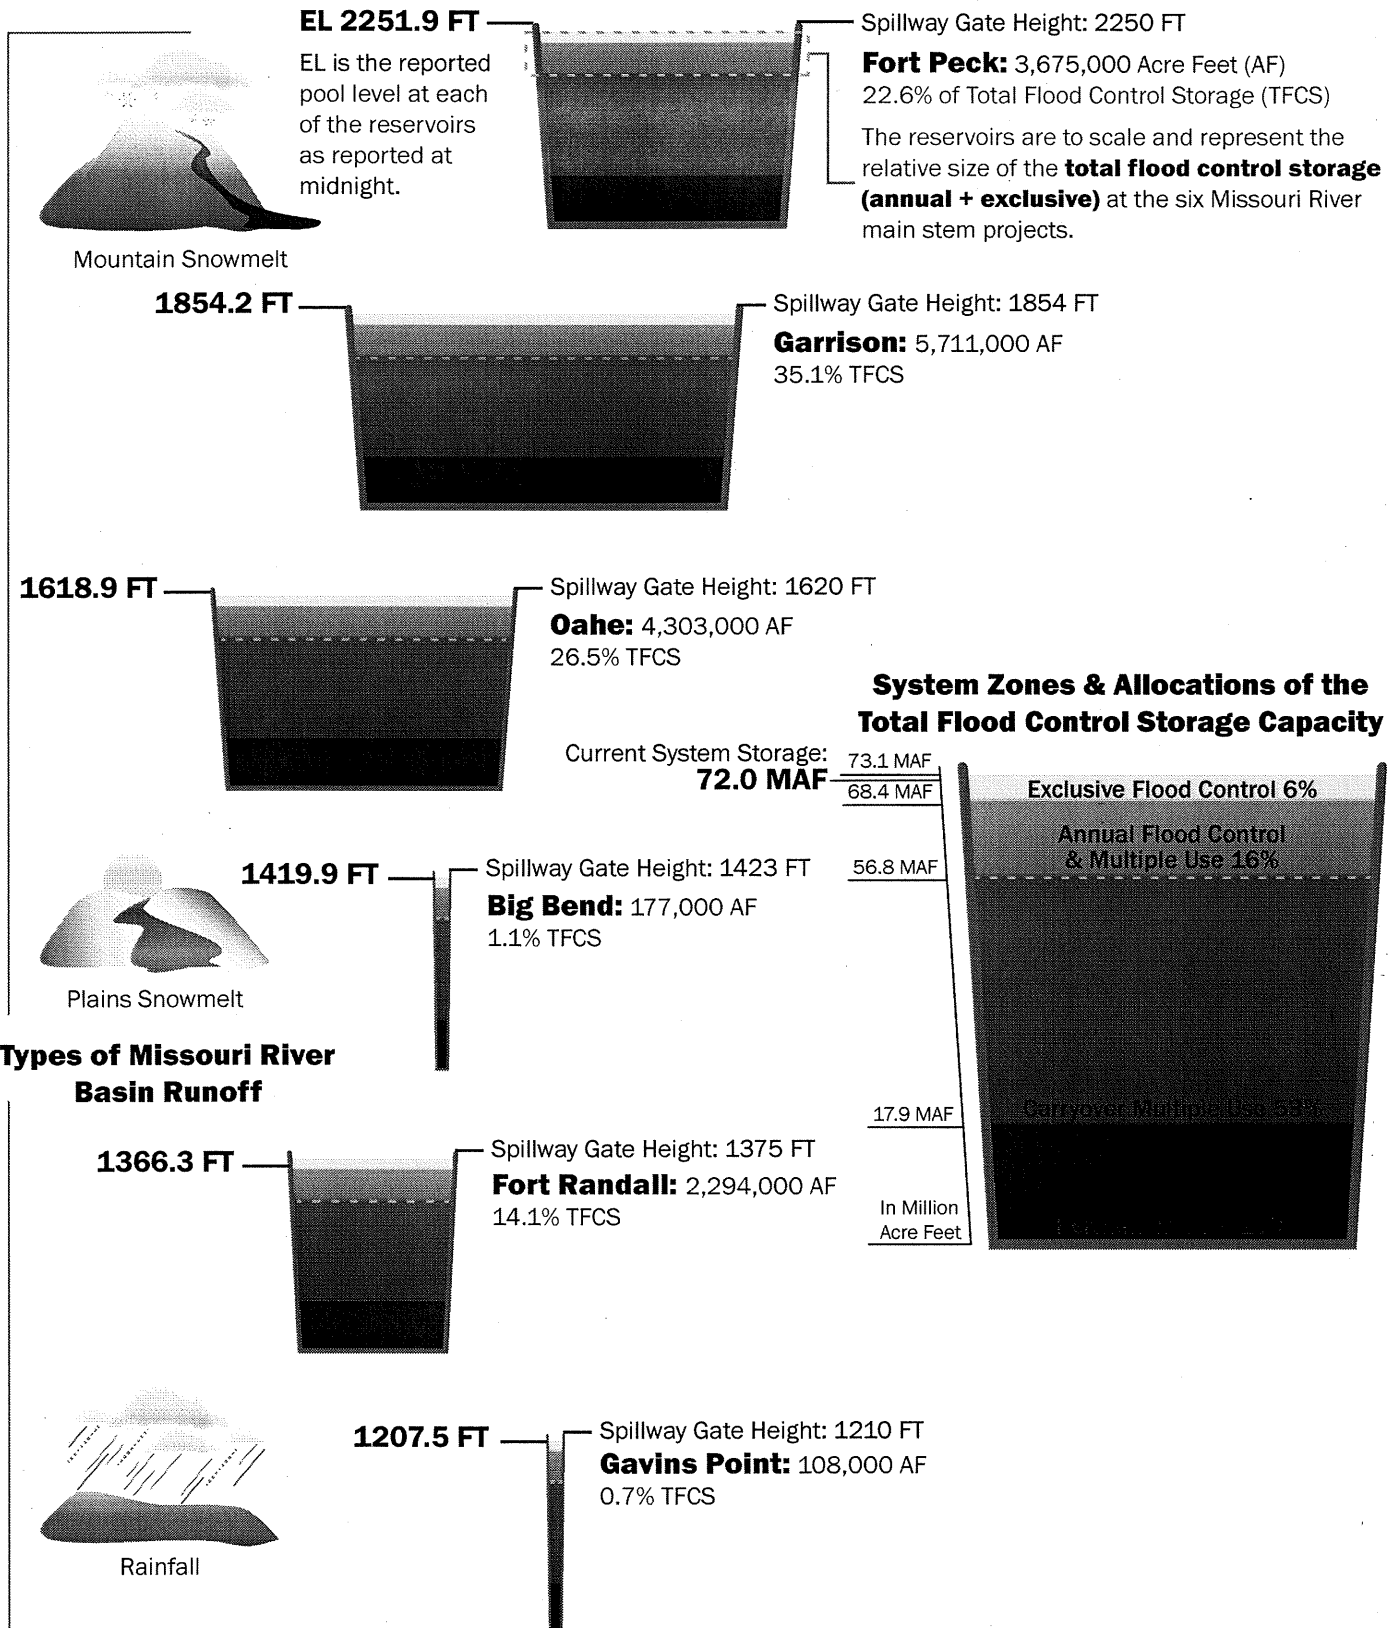 EL 2251.9 FT
EL is the reported
pool level at each
of the reservoirs
as reported at
midnight.
Spillway Gate Height: 2250 FT
Fort Peck: 3,675,000 Acre Feet (AF)
22.6% of Total Flood Control Storage (TFCS)
The reservoirs are to scale and represent the
relative size of the total flood control storage
(annual + exclusive) at the six Missouri River
main stem projects.
Mountain Snowmelt
1854.2 FT
Spillway Gate Height: 1854 FT
Garrison: 5,711,000 AF
35.1% TFCS
1618.9 FT
Spillway Gate Height: 1620 FT
Oahe: 4,303,000 AF
26.5% TFCS
System Zones & Allocations of the
Total Flood Control Storage Capacity
Current System Storage:
72.0 MAF
73.1 MAF
68.4 MAF
56.8 MAF
17.9 MAF
In Million
Acre Feet
Exclusive Flood Control 6%
Annual Flood Control
& Multiple Use 16%
Carryover Multiple Use 53%
1419.9 FT
Spillway Gate Height: 1423 FT
Big Bend: 177,000 AF
1.1% TFCS
Plains Snowmelt
Types of Missouri River
Basin Runoff
1366.3 FT
Spillway Gate Height: 1375 FT
Fort Randall: 2,294,000 AF
14.1% TFCS
1207.5 FT
Spillway Gate Height: 1210 FT
Gavins Point: 108,000 AF
0.7% TFCS
Rainfall